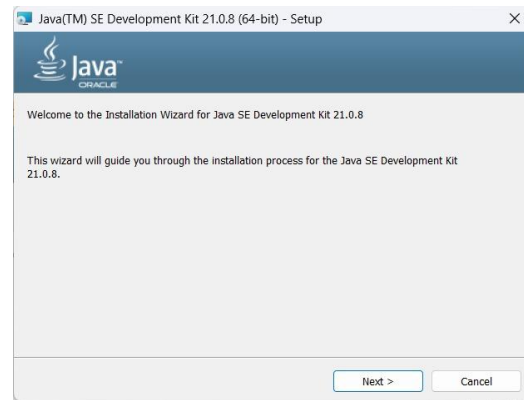 Java(TM) SE Development Kit 21.0.8 (64-bit) - Setup
Java™
ORACLE
Welcome to the Installation Wizard for Java SE Development Kit 21.0.8
This wizard will guide you through the installation process for the Java SE Development Kit
21.0.8.
Next >
Cancel